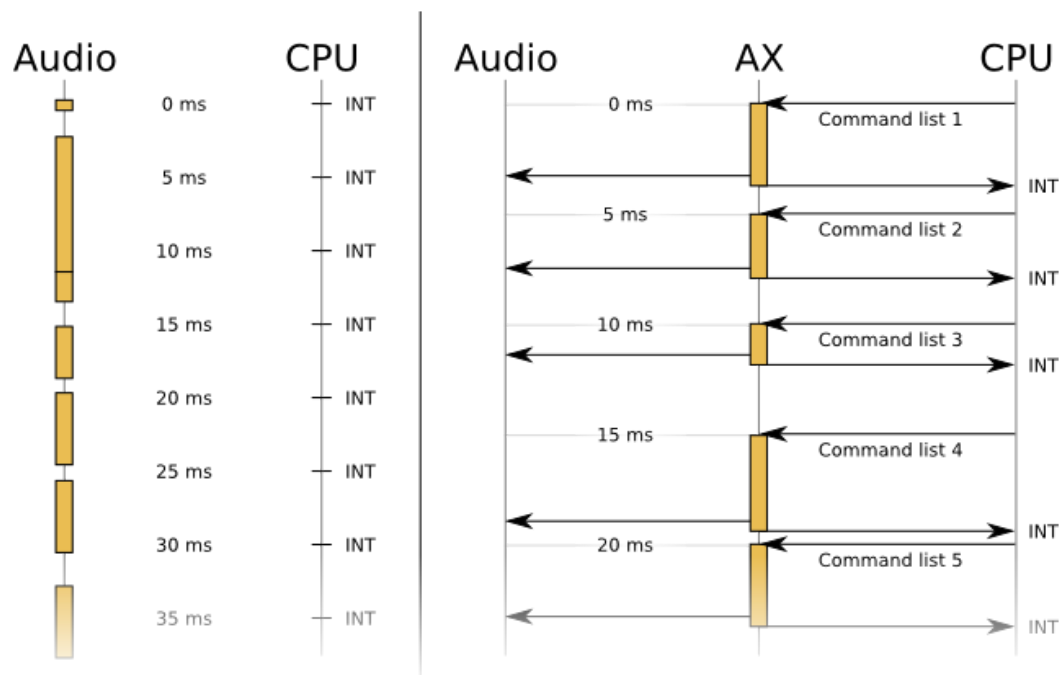 Audio
CPU
0 ms
INT
5 ms
INT
10 ms
INT
15 ms
INT
20 ms
INT
25 ms
INT
30 ms
INT
35 ms
INT
Audio
AX
CPU
0 ms
Command list 1
INT
5 ms
Command list 2
INT
10 ms
Command list 3
INT
15 ms
Command list 4
INT
20 ms
Command list 5
INT